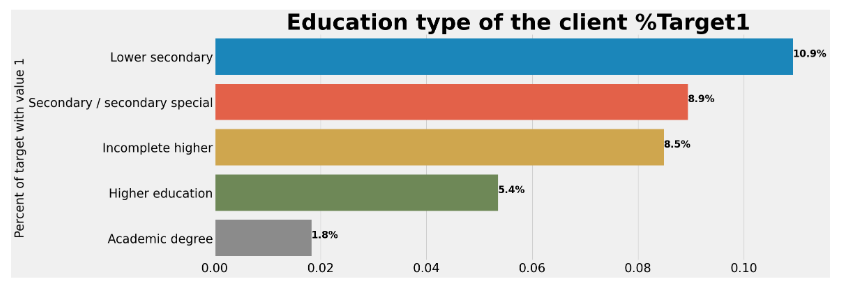 Education type of the client %Target1
Percent of target with value 1
Lower secondary 10.9%
Secondary / secondary special 8.9%
Incomplete higher 8.5%
Higher education 5.4%
Academic degree 1.8%
0.00 0.02 0.04 0.06 0.08 0.10